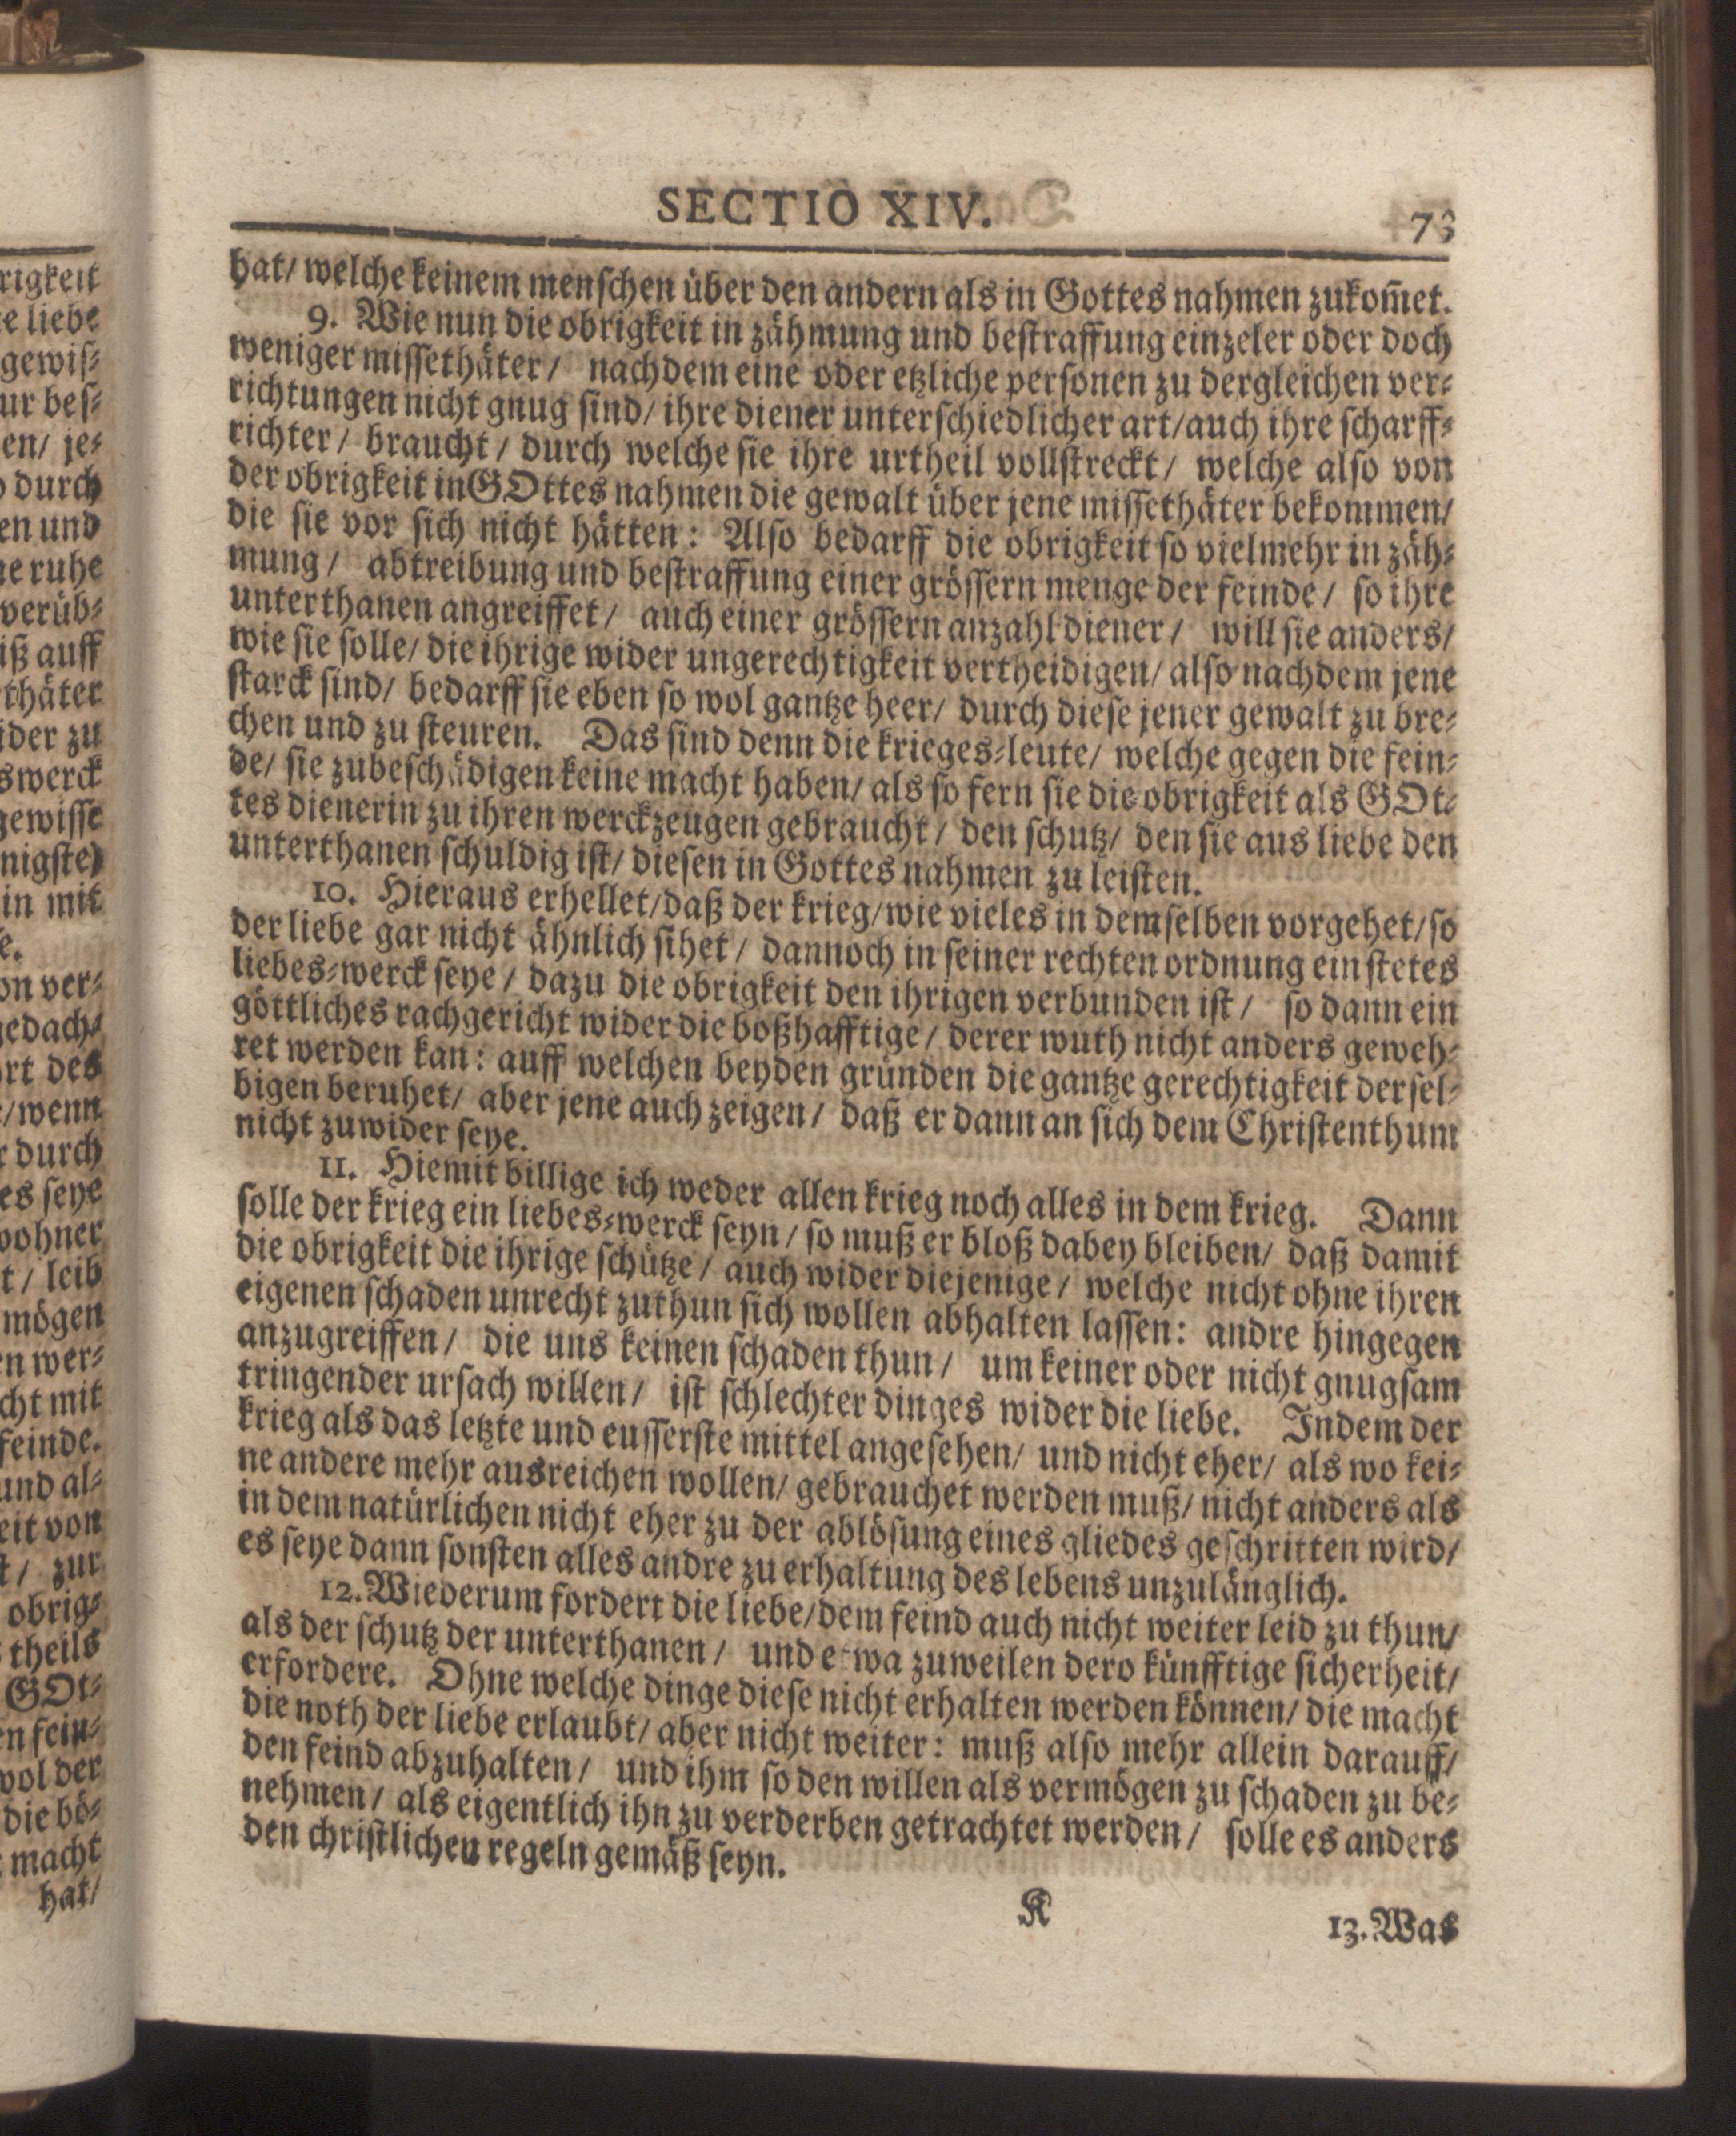 SECTIO XIV. 73
hat/ welche keinem menschen über den andern als in Gottes nahmen zukom̃et.
9. Wie nun die obrigkeit in zähmung und bestraffung einzeler oder doch
weniger missethäter/ nachdem eine oder etzliche personen zu dergleichen ver-
richtungen nicht gnug sind/ ihre diener unterschiedlicher art/ auch ihre scharff-
richter/ braucht/ durch welche sie ihre urtheil vollstreckt/ welche also von
der obrigkeit in GOttes nahmen die gewalt über jene missethäter bekommen/
die sie vor sich nicht hätten: Also bedarff die obrigkeit so vielmehr in zäh-
mung/ abtreibung und bestraffung einer grössern menge der feinde/ so ihre
unterthanen angreiffet/ auch einer grössern anzahl diener/ will sie anders/
wie sie solle/ die ihrige wider ungerechtigkeit vertheidigen/ also nachdem jene
starck sind/ bedarff sie eben so wol gantze heer/ durch diese jener gewalt zu bre-
chen und zu steuren. Das sind denn die krieges-leute/ welche gegen die fein-
de/ sie zubeschädigen keine macht haben/ als so fern sie die obrigkeit als GOt-
tes dienerin zu ihren werckzeugen gebraucht/ den schutz/ den sie aus liebe den
unterthanen schuldig ist/ diesen in Gottes nahmen zu leisten.
10. Hieraus erhellet/ daß der krieg/ wie vieles in demselben vorgehet/ so
der liebe gar nicht ähnlich sihet/ dannoch in seiner rechten ordnung ein stetes
liebes-werck seye/ dazu die obrigkeit den ihrigen verbunden ist/ so dann ein
göttliches rachgericht wider die boßhafftige/ derer wuth nicht anders geweh-
ret werden kan: auff welchen beyden gründen die gantze gerechtigkeit dersel-
bigen beruhet/ aber jene auch zeigen/ daß er dann an sich dem Christenthum
nicht zuwider seye.
11. Hiemit billige ich weder allen krieg noch alles in dem krieg. Dann
solle der krieg ein liebes-werck seyn/ so muß er bloß dabey bleiben/ daß damit
die obrigkeit die ihrige schütze/ auch wider diejenige/ welche nicht ohne ihren
eigenen schaden unrecht zuthun sich wollen abhalten lassen: andre hingegen
anzugreiffen/ die uns keinen schaden thun/ um keiner oder nicht gnugsam
tringender ursach willen/ ist schlechter dinges wider die liebe. Indem der
krieg als das letzte und eusserste mittel angesehen/ und nicht eher/ als wo kei-
ne andere mehr ausreichen wollen/ gebrauchet werden muß/ nicht anders als
in dem natürlichen nicht eher zu der ablösung eines gliedes geschritten wird/
es seye dann sonsten alles andre zu erhaltung des lebens unzulänglich.
12. Wiederum fordert die liebe/ dem feind auch nicht weiter leid zu thun/
als der schutz der unterthanen/ und etwa zuweilen dero künfftige sicherheit/
erfordere. Ohne welche dinge diese nicht erhalten werden können/ die macht
die noth der liebe erlaubt/ aber nicht weiter: muß also mehr allein darauff/
den feind abzuhalten/ und ihm so den willen als vermögen zu schaden zu be-
nehmen/ als eigentlich ihn zu verderben getrachtet werden/ solle es anders
den christlichen regeln gemäß seyn.
K 13. Was